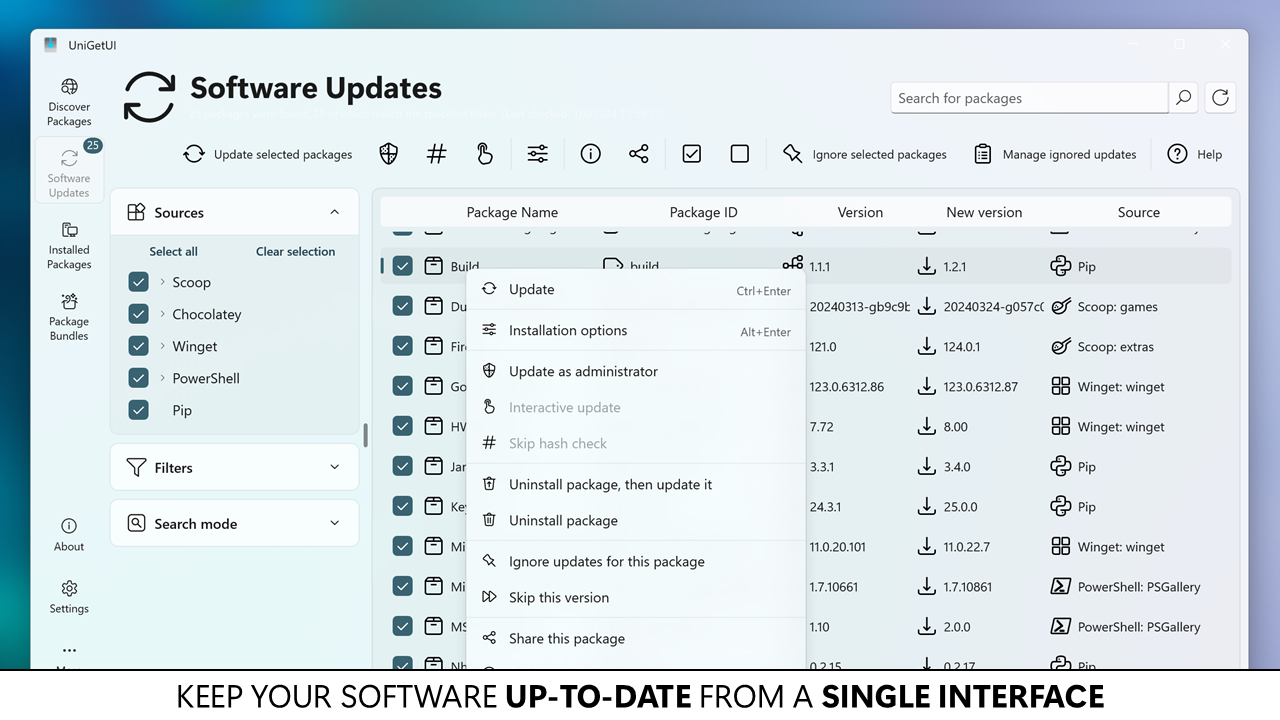 UniGetUI
Software Updates
Search for packages
Discover
Packages
25
Software
Updates
Installed
Packages
Package
Bundles
About
Settings
Update selected packages
Ignore selected packages
Manage ignored updates
Help
Sources
Select all
Clear selection
Scoop
Chocolatey
Winget
PowerShell
Pip
Filters
Search mode
Package Name Package ID Version New version Source
Build build 1.1.1 1.2.1 Pip
Du 20240313-gb9c9b 20240324-g057c0 Scoop: games
121.0 124.0.1 Scoop: extras
Go 123.0.6312.86 123.0.6312.87 Winget: winget
7.72 8.00 Winget: winget
Jar 3.3.1 3.4.0 Pip
24.3.1 25.0.0 Pip
Mi 11.0.20.101 11.0.22.7 Winget: winget
Mi 1.7.10661 1.7.10861 PowerShell: PSGallery
MS 1.10 2.0.0 PowerShell: PSGallery
0.2.15 0.2.17 Pip
Update Ctrl+Enter
Installation options Alt+Enter
Update as administrator
Interactive update
Skip hash check
Uninstall package, then update it
Uninstall package
Ignore updates for this package
Skip this version
Share this package
KEEP YOUR SOFTWARE UP-TO-DATE FROM A SINGLE INTERFACE